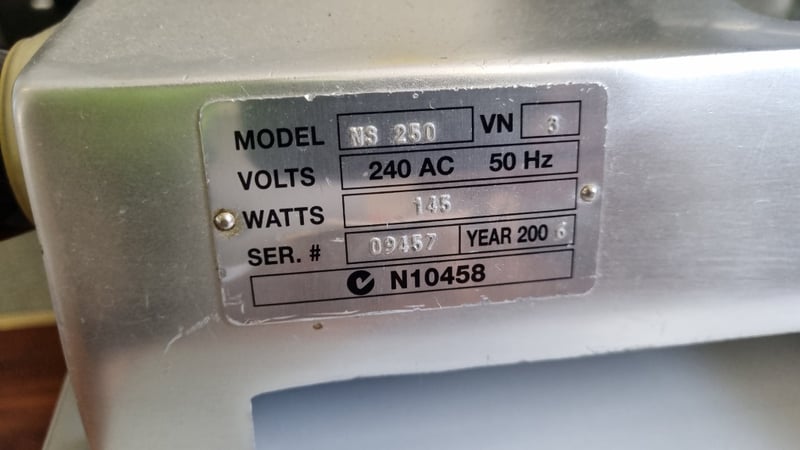 MODEL NS 250 VN 3
VOLTS 240 AC 50 Hz
WATTS 145
SER. # 09457 YEAR 2006
N10458